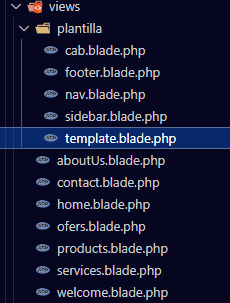 views
plantilla
cab.blade.php
footer.blade.php
nav.blade.php
sidebar.blade.php
template.blade.php
aboutUs.blade.php
contact.blade.php
home.blade.php
ofers.blade.php
products.blade.php
services.blade.php
welcome.blade.php